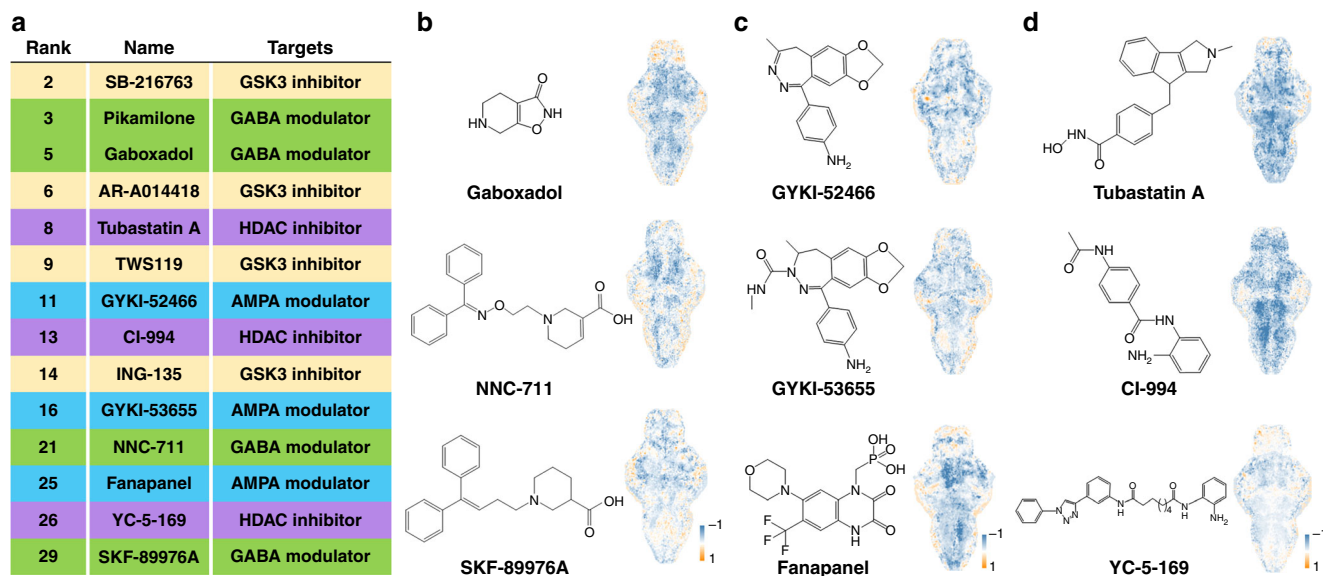 a
Rank Name Targets
2 SB-216763 GSK3 inhibitor
3 Pikamilone GABA modulator
5 Gaboxadol GABA modulator
6 AR-A014418 GSK3 inhibitor
8 Tubastatin A HDAC inhibitor
9 TWS119 GSK3 inhibitor
11 GYKI-52466 AMPA modulator
13 CI-994 HDAC inhibitor
14 ING-135 GSK3 inhibitor
16 GYKI-53655 AMPA modulator
21 NNC-711 GABA modulator
25 Fanapanel AMPA modulator
26 YC-5-169 HDAC inhibitor
29 SKF-89976A GABA modulator
b
O
HN
NH
O
Gaboxadol
N
O
N
O
OH
NNC-711
N
O
OH
SKF-89976A
−1
1
c
N
N
O
O
NH2
GYKI-52466
O
N
HN
N
O
O
NH2
GYKI-53655
OH
P
O
OH
O
N
N
O
F
F
F
N
H
O
Fanapanel
−1
1
d
N
HN
HO
O
Tubastatin A
O
NH
O
NH
NH2
CI-994
N
N
N
N
H
O
( )4
O
H
N
NH2
YC-5-169
−1
1